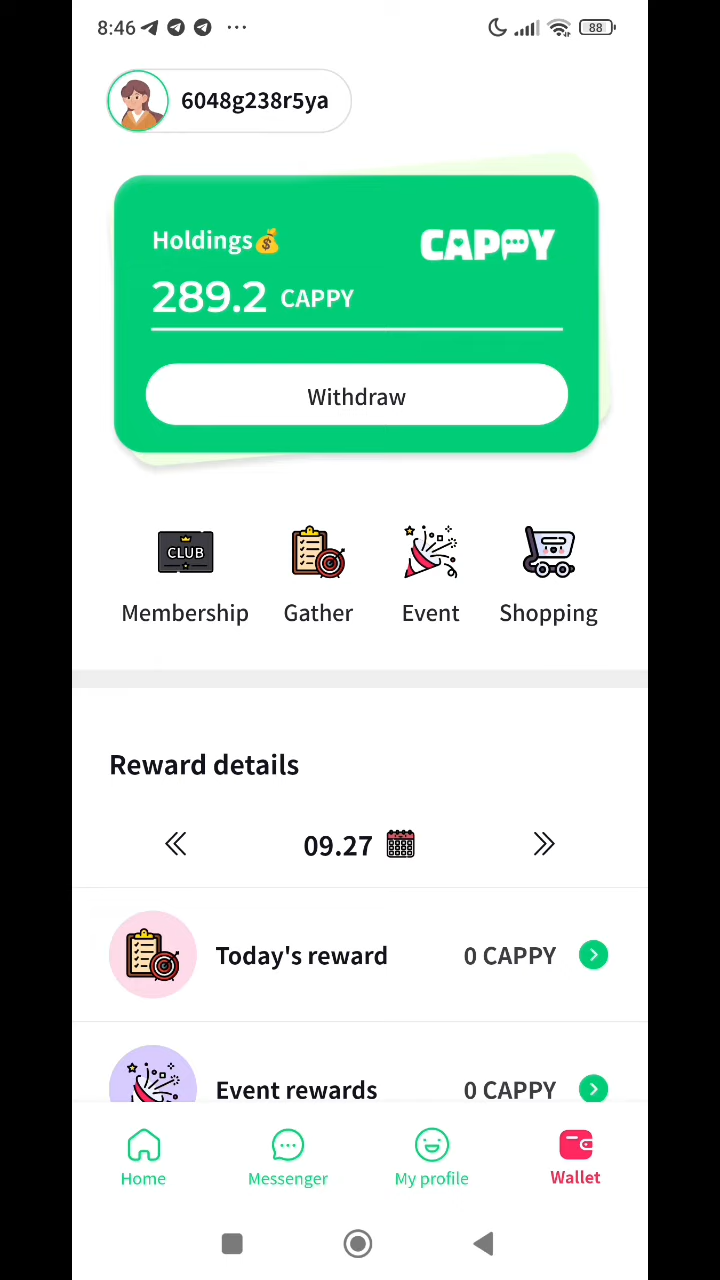 8:46
88
6048g238r5ya
Holdings
CAPPY
289.2 CAPPY
Withdraw
CLUB
Membership Gather Event Shopping
Reward details
09.27
Today's reward 0 CAPPY
Event rewards 0 CAPPY
Home Messenger My profile Wallet